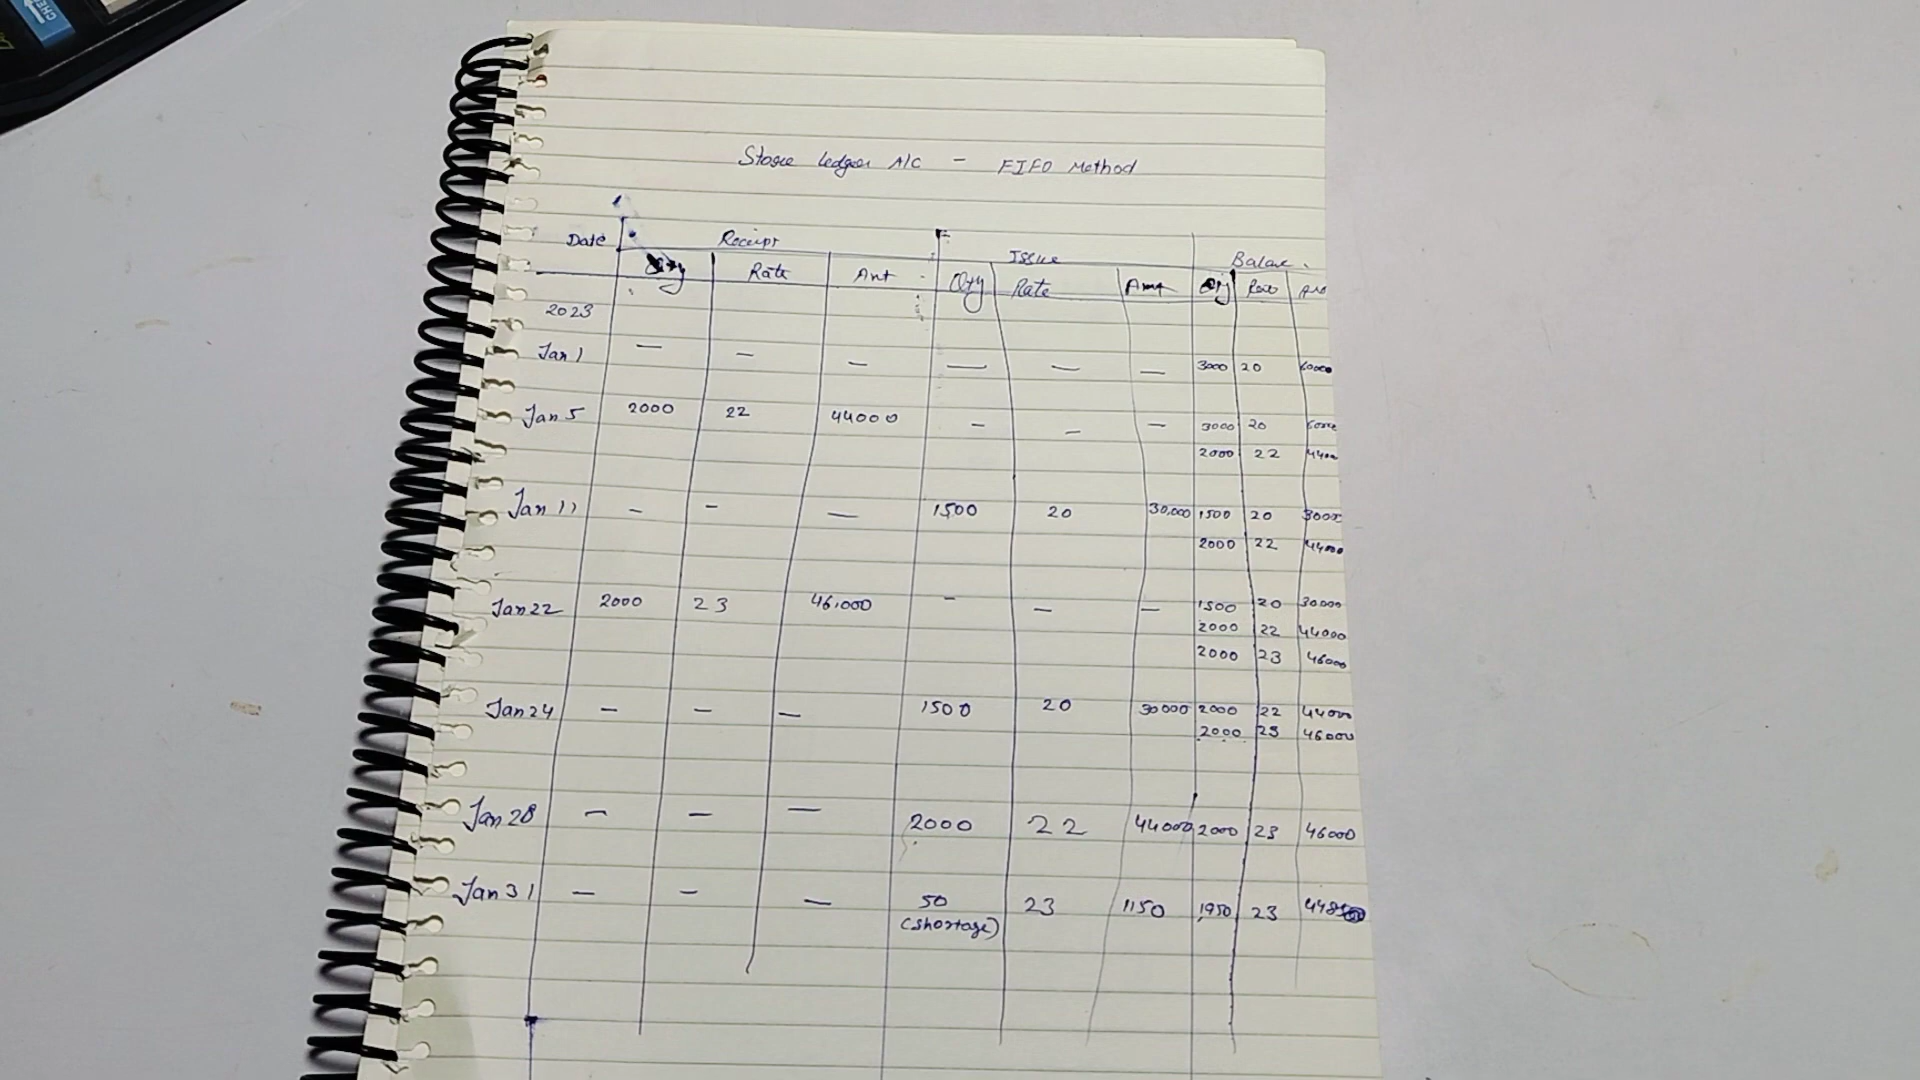 Store Ledger A/C - FIFO Method
Date Receipt Issue Balance.
Qty Rate Amt Qty Rate Amt Qty Rate
2023
Jan 1 — — — — — — 3000 20 60000
Jan 5 2000 22 44000 — — — 3000 20
2000 22
Jan 11 — — — 1500 20 30,000 1500 20
2000 22 44000
Jan 22 2000 23 46,000 — — — 1500 20 30000
2000 22 44000
2000 23 46000
Jan 24 — — — 1500 20 30000 2000 22 44000
2000 23 46000
Jan 28 — — — 2000 22 44000 2000 23 46000
Jan 31 — — — 50 23 1150 1950 23
(shortage)